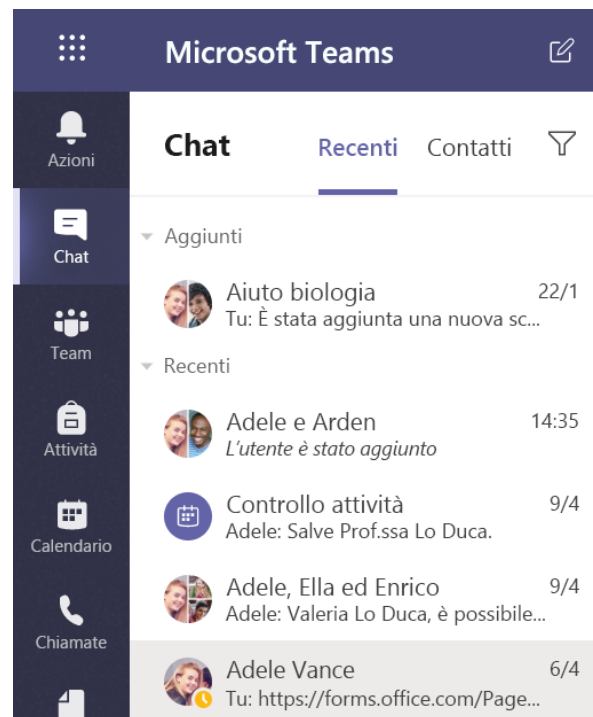 Microsoft Teams
Azioni
Chat
Team
Attività
Calendario
Chiamate
Chat Recenti Contatti
Aggiunti
Aiuto biologia 22/1
Tu: È stata aggiunta una nuova sc...
Recenti
Adele e Arden 14:35
L'utente è stato aggiunto
Controllo attività 9/4
Adele: Salve Prof.ssa Lo Duca.
Adele, Ella ed Enrico 9/4
Adele: Valeria Lo Duca, è possibile...
Adele Vance 6/4
Tu: https://forms.office.com/Page...